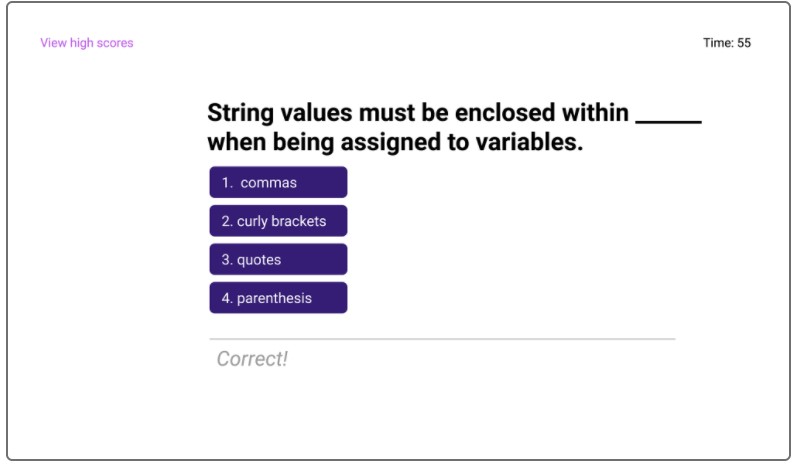 View high scores
Time: 55
String values must be enclosed within _____
when being assigned to variables.
1. commas
2. curly brackets
3. quotes
4. parenthesis
Correct!